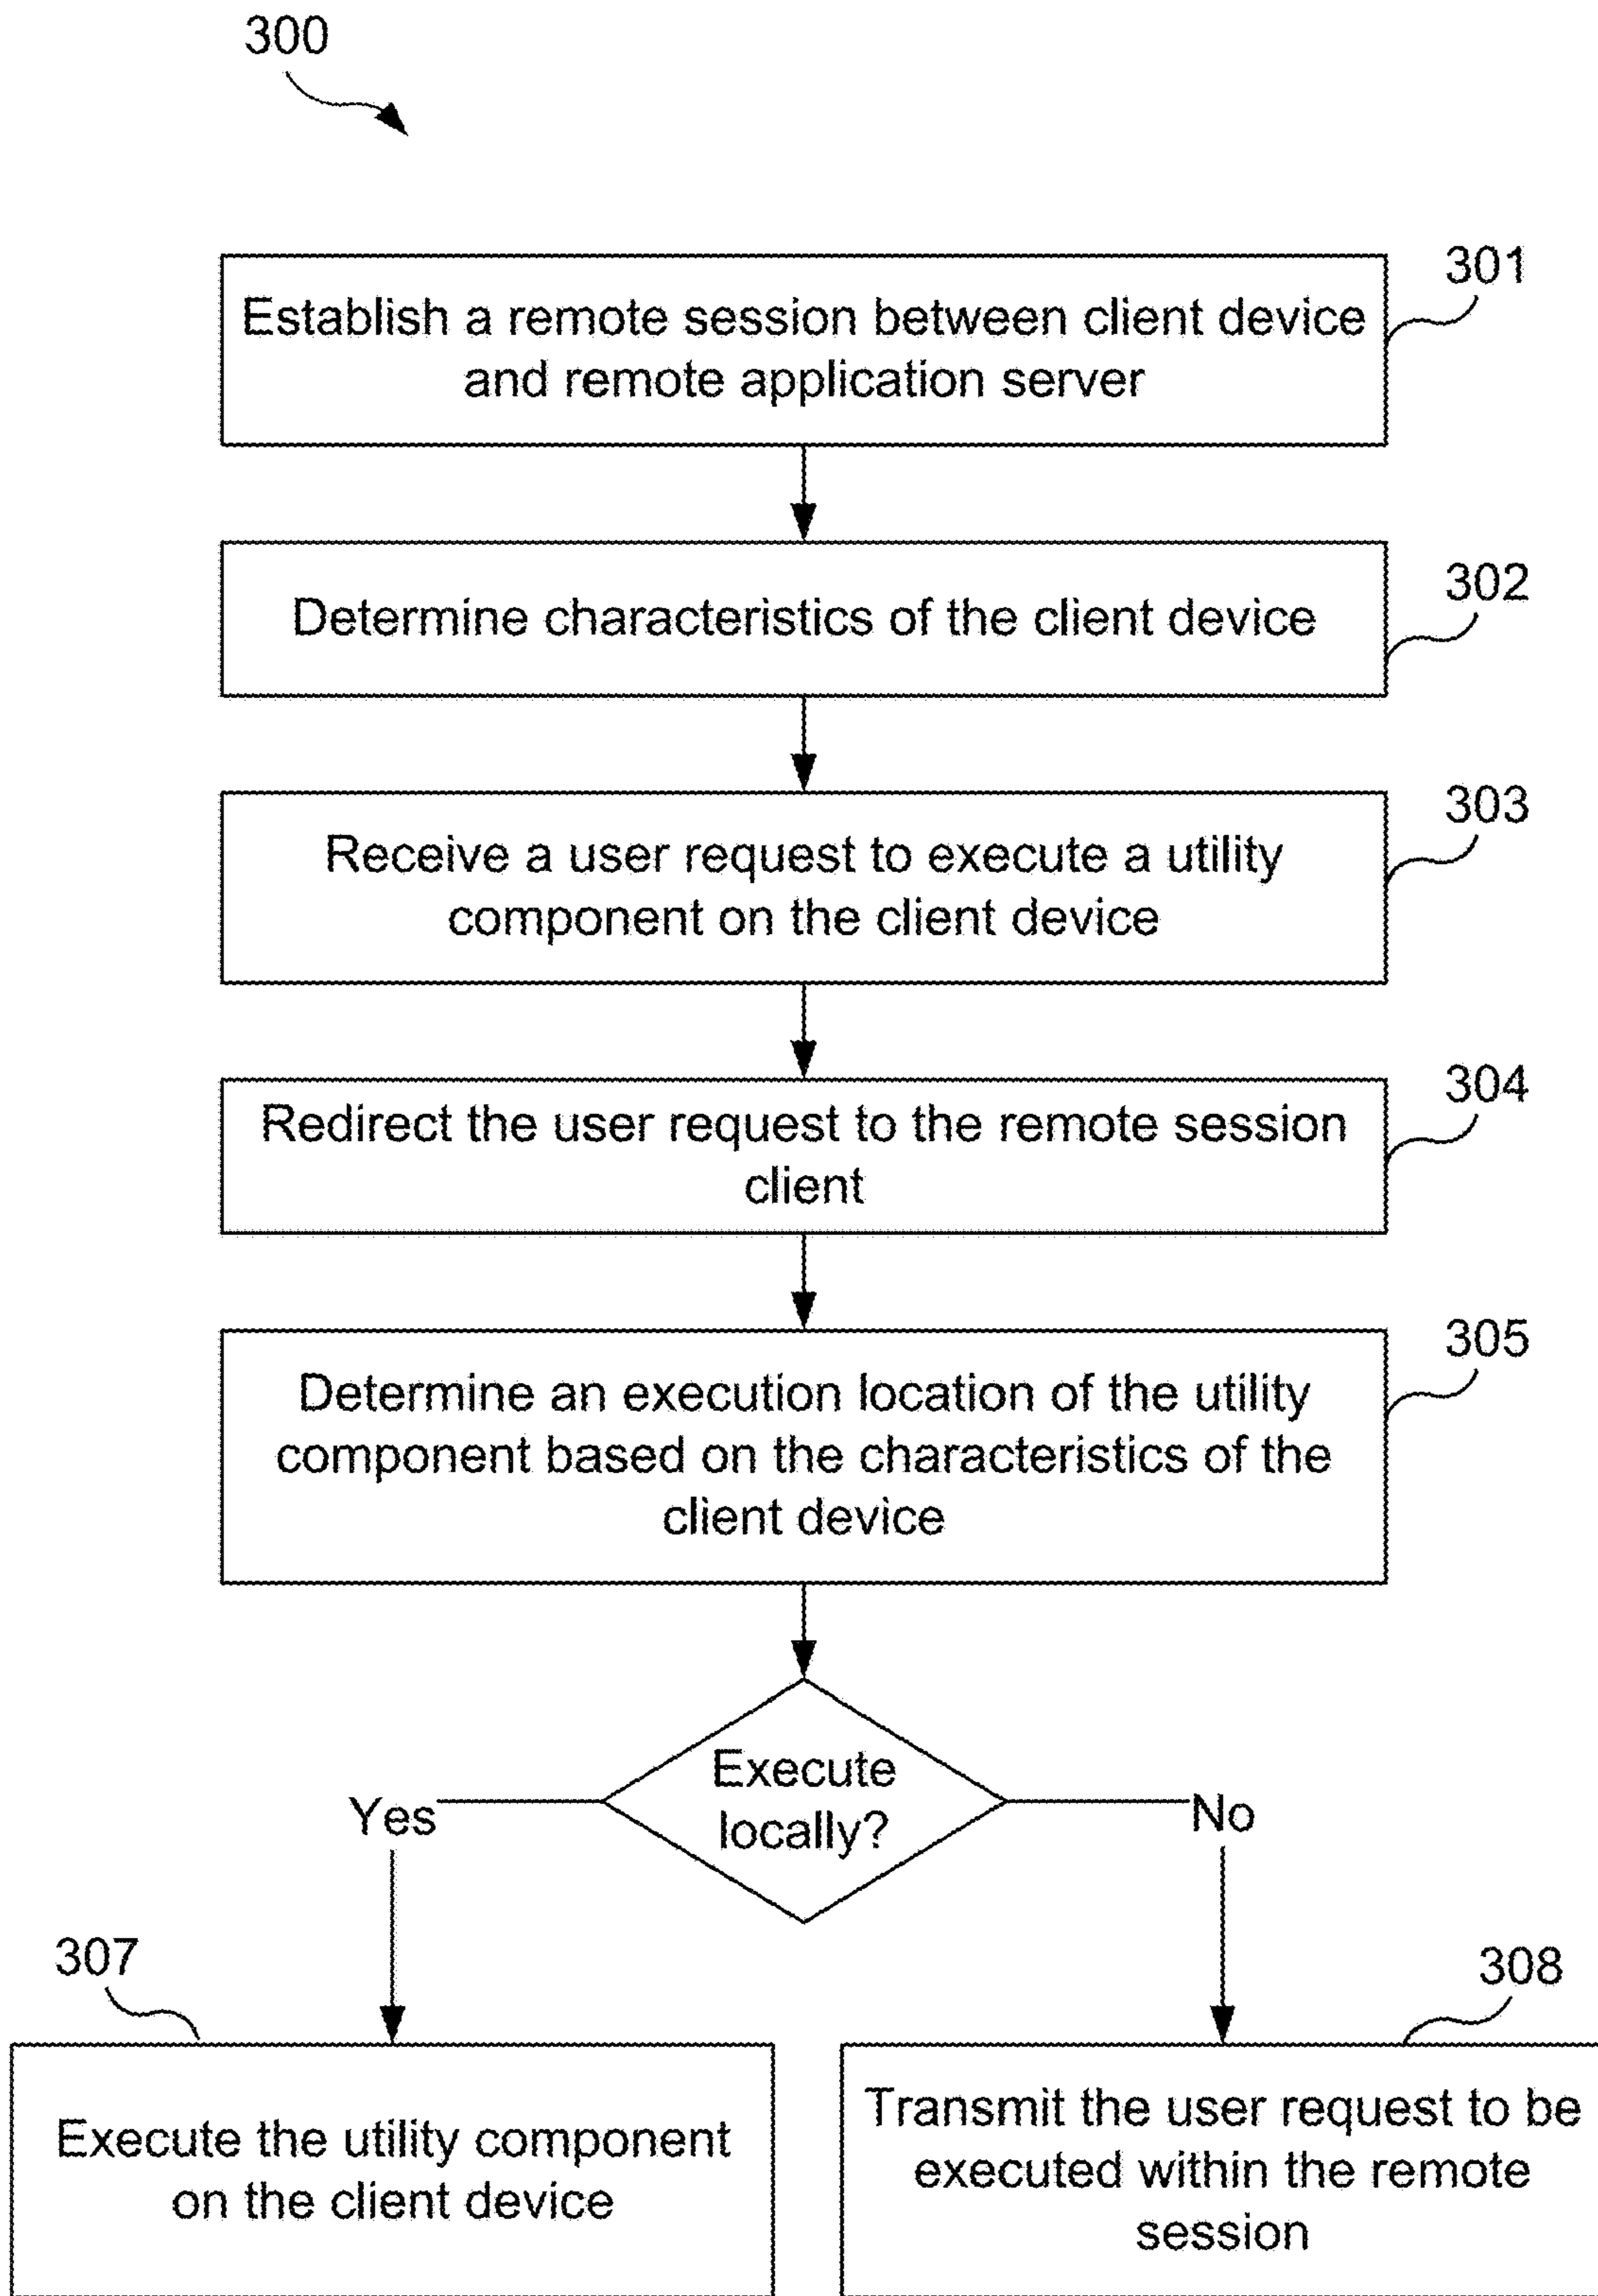 300
301
Establish a remote session between client device
and remote application server
302
Determine characteristics of the client device
303
Receive a user request to execute a utility
component on the client device
304
Redirect the user request to the remote session
client
305
Determine an execution location of the utility
component based on the characteristics of the
client device
Execute
locally?
Yes
No
307
Execute the utility component
on the client device
308
Transmit the user request to be
executed within the remote
session